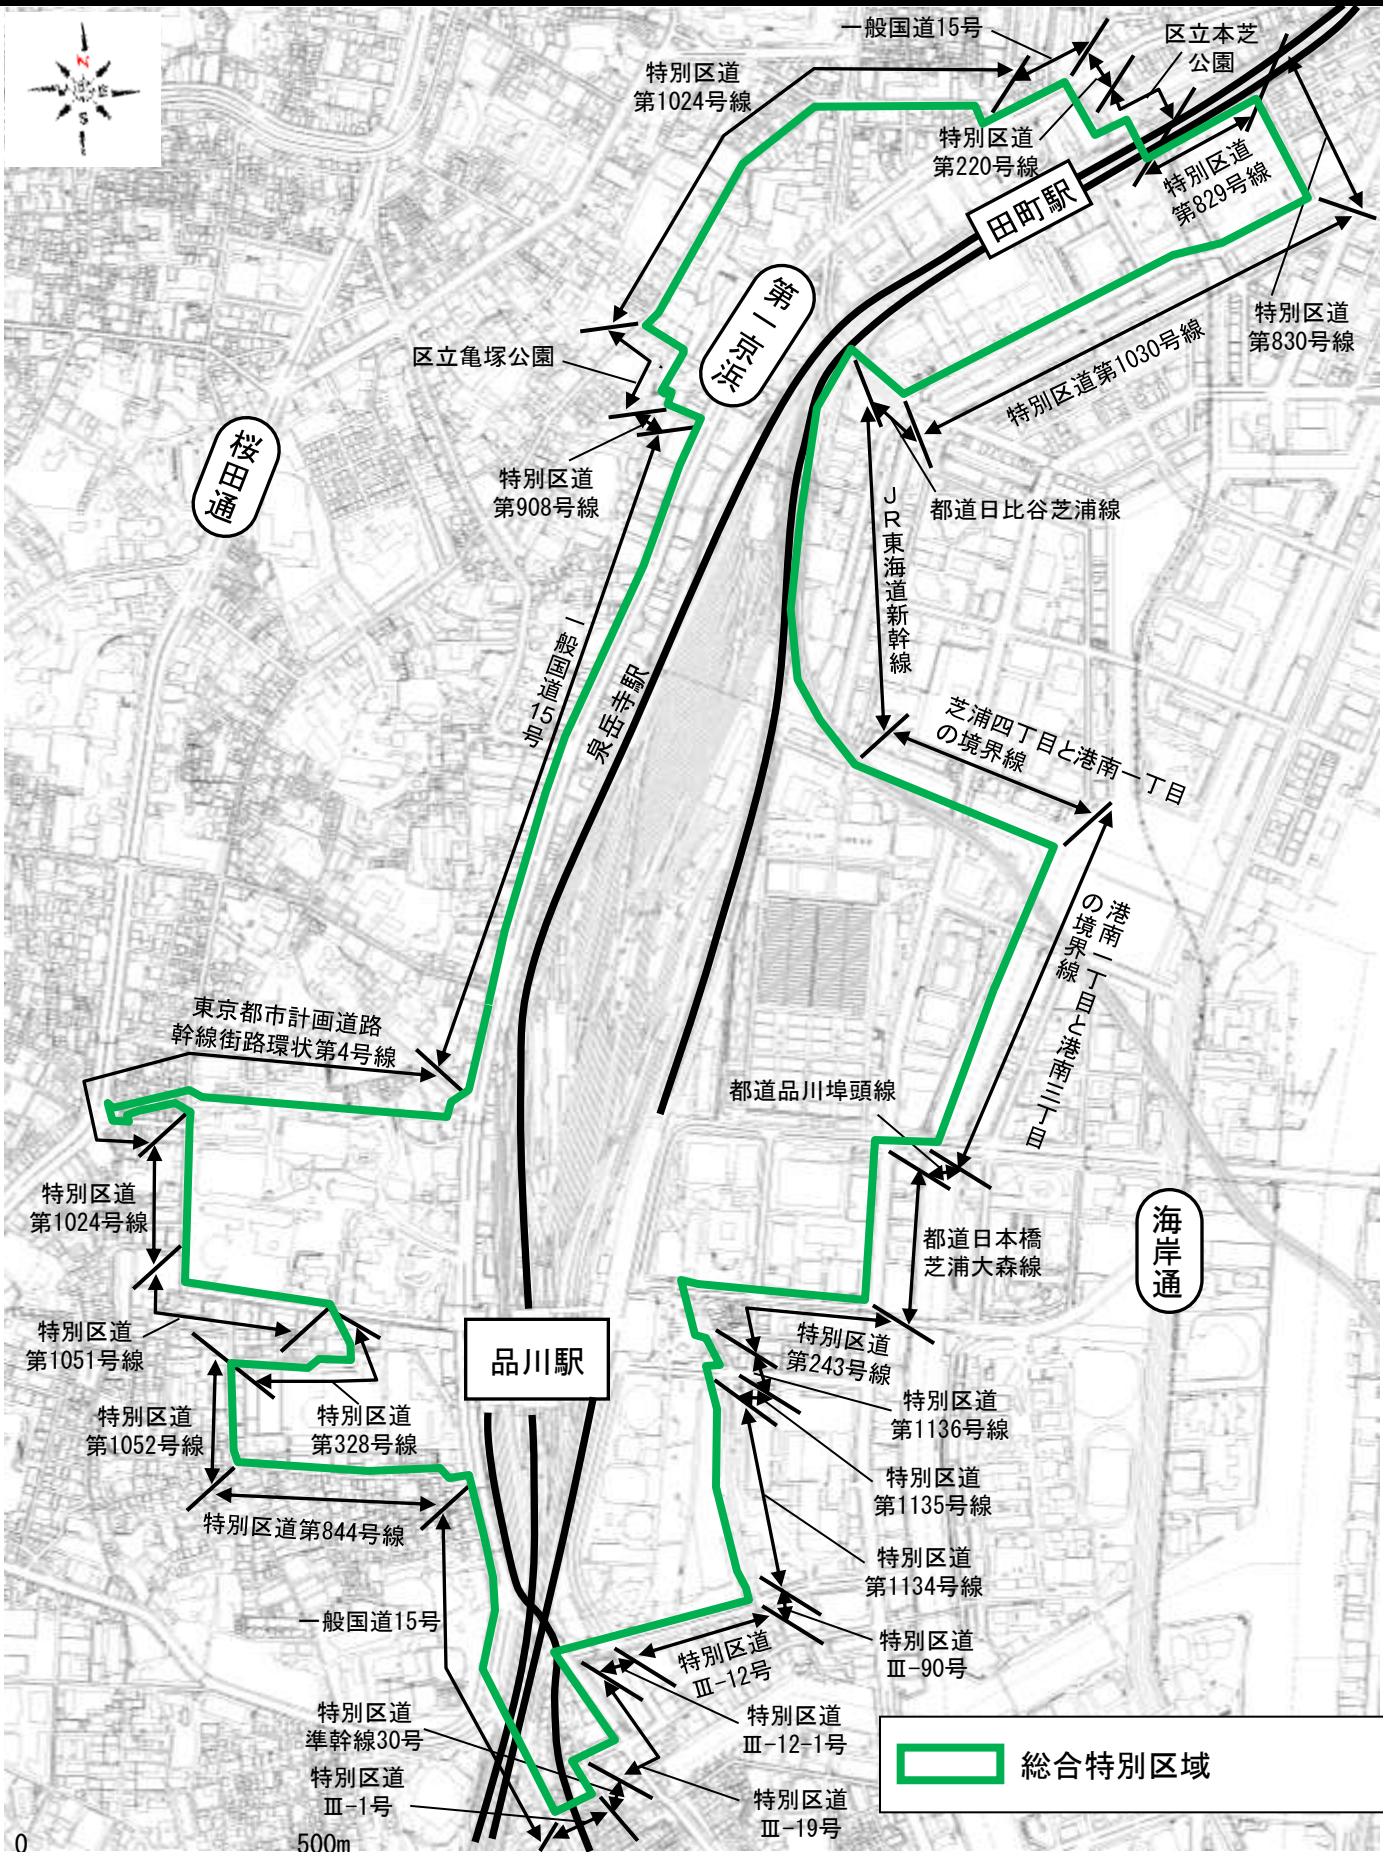 一般国道15号
区立本芝
公園
特別区道
第1024号線
特別区道
第220号線
特別区道
第829号線
田町駅
第一京浜
特別区道
第830号線
区立亀塚公園
特別区道第1030号線
桜田通
特別区道
第908号線
都道日比谷芝浦線
JR東海道新幹線
一般国道15号
泉岳寺駅
芝浦四丁目と港南一丁目
の境界線
港南一丁目と港南三丁目
の境界線
東京都市計画道路
幹線街路環状第4号線
都道品川埠頭線
特別区道
第1024号線
都道日本橋
芝浦大森線
海岸通
特別区道
第1051号線
品川駅
特別区道
第243号線
特別区道
第1052号線
特別区道
第328号線
特別区道
第1136号線
特別区道
第1135号線
特別区道第844号線
特別区道
第1134号線
一般国道15号
特別区道
Ⅲ-90号
特別区道
Ⅲ-12号
特別区道
準幹線30号
特別区道
Ⅲ-12-1号
特別区道
Ⅲ-1号
特別区道
Ⅲ-19号
総合特別区域
0
500m
N
S